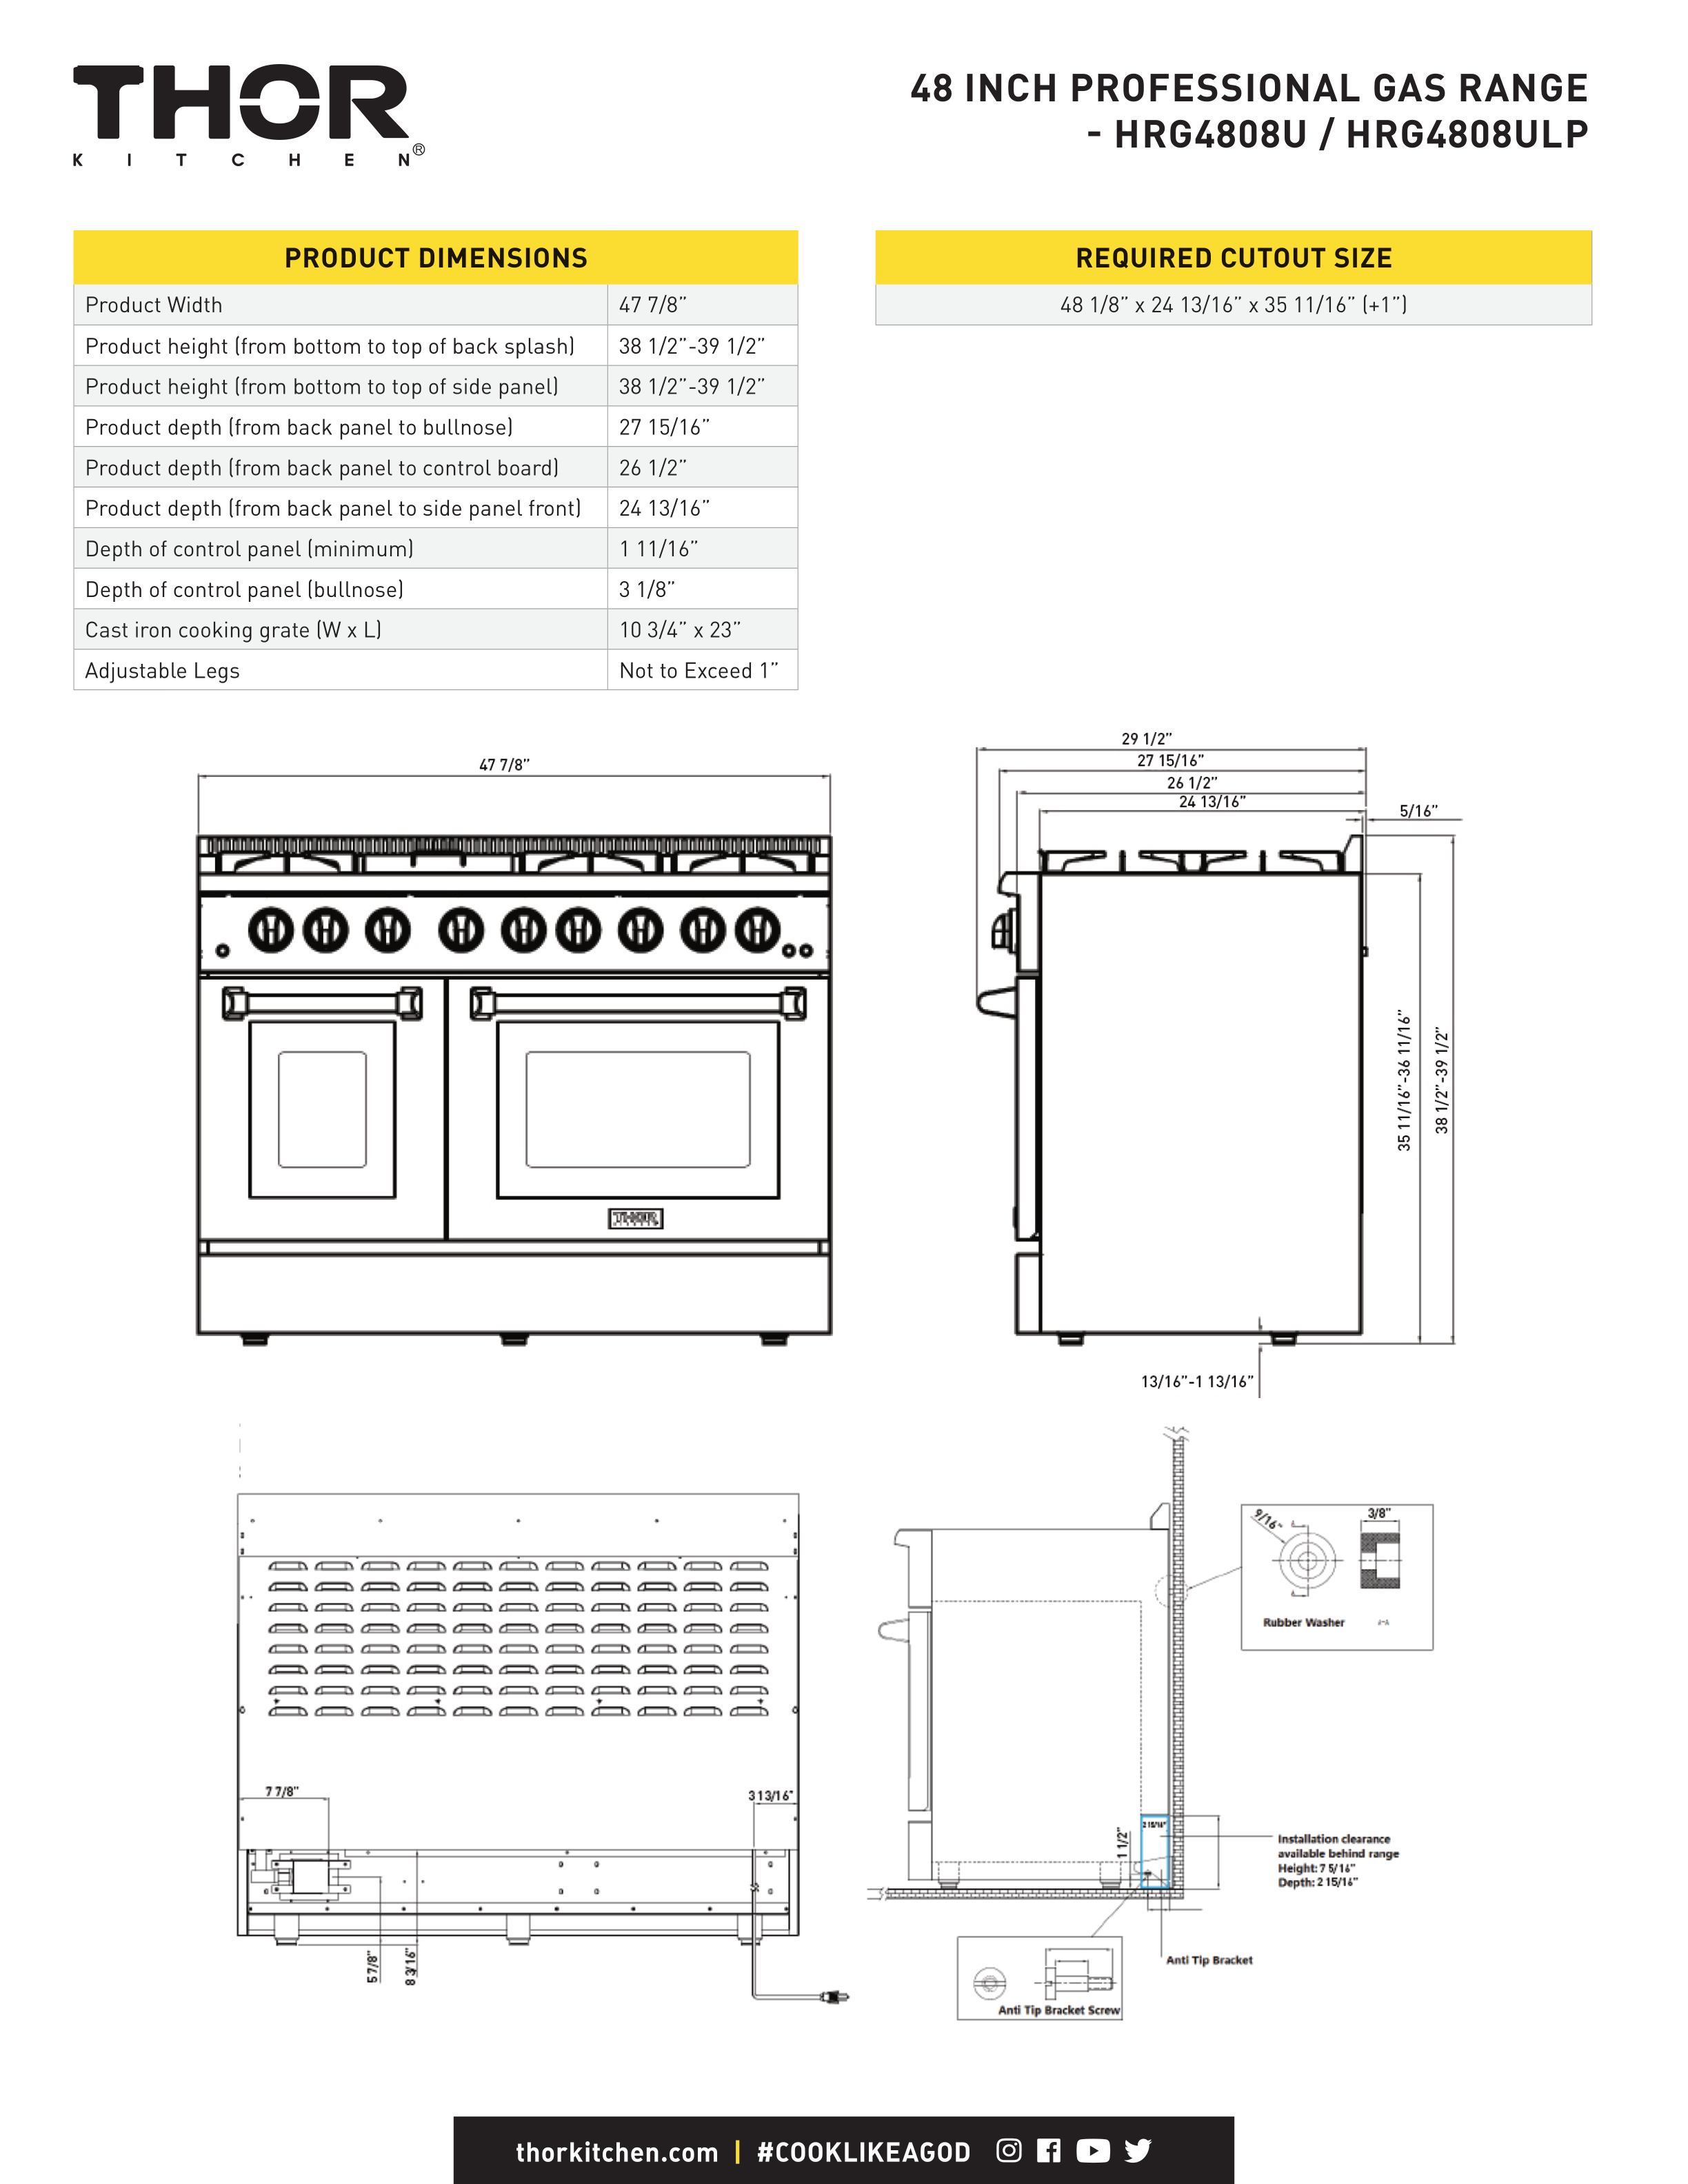 THOR
KITCHEN®
48 INCH PROFESSIONAL GAS RANGE
- HRG4808U / HRG4808ULP
PRODUCT DIMENSIONS
Product Width 47 7/8”
Product height (from bottom to top of back splash) 38 1/2”-39 1/2”
Product height (from bottom to top of side panel) 38 1/2”-39 1/2”
Product depth (from back panel to bullnose) 27 15/16”
Product depth (from back panel to control board) 26 1/2”
Product depth (from back panel to side panel front) 24 13/16”
Depth of control panel (minimum) 1 11/16”
Depth of control panel (bullnose) 3 1/8”
Cast iron cooking grate (W x L) 10 3/4” x 23”
Adjustable Legs Not to Exceed 1”
REQUIRED CUTOUT SIZE
48 1/8” x 24 13/16” x 35 11/16” (+1”)
47 7/8”
THOR
29 1/2”
27 15/16”
26 1/2”
24 13/16”
5/16”
35 11/16”-36 11/16”
38 1/2”-39 1/2”
13/16”-1 13/16”
7 7/8”
3 13/16”
5 7/8”
8 3/16”
9/16”
3/8”
Rubber Washer
A-A
2 15/16”
1 1/2”
Installation clearance
available behind range
Height: 7 5/16”
Depth: 2 15/16”
Anti Tip Bracket
Anti Tip Bracket Screw
thorkitchen.com | #COOKLIKEAGOD